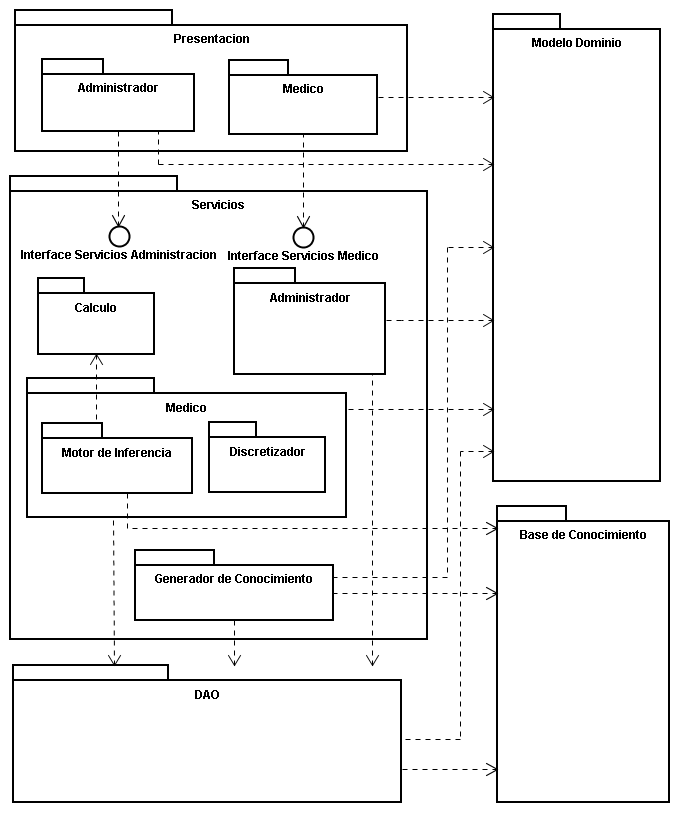 Presentacion
Modelo Dominio
Administrador
Medico
Servicios
Interface Servicios Administracion
Interface Servicios Medico
Calculo
Administrador
Medico
Motor de Inferencia
Discretizador
Base de Conocimiento
Generador de Conocimiento
DAO